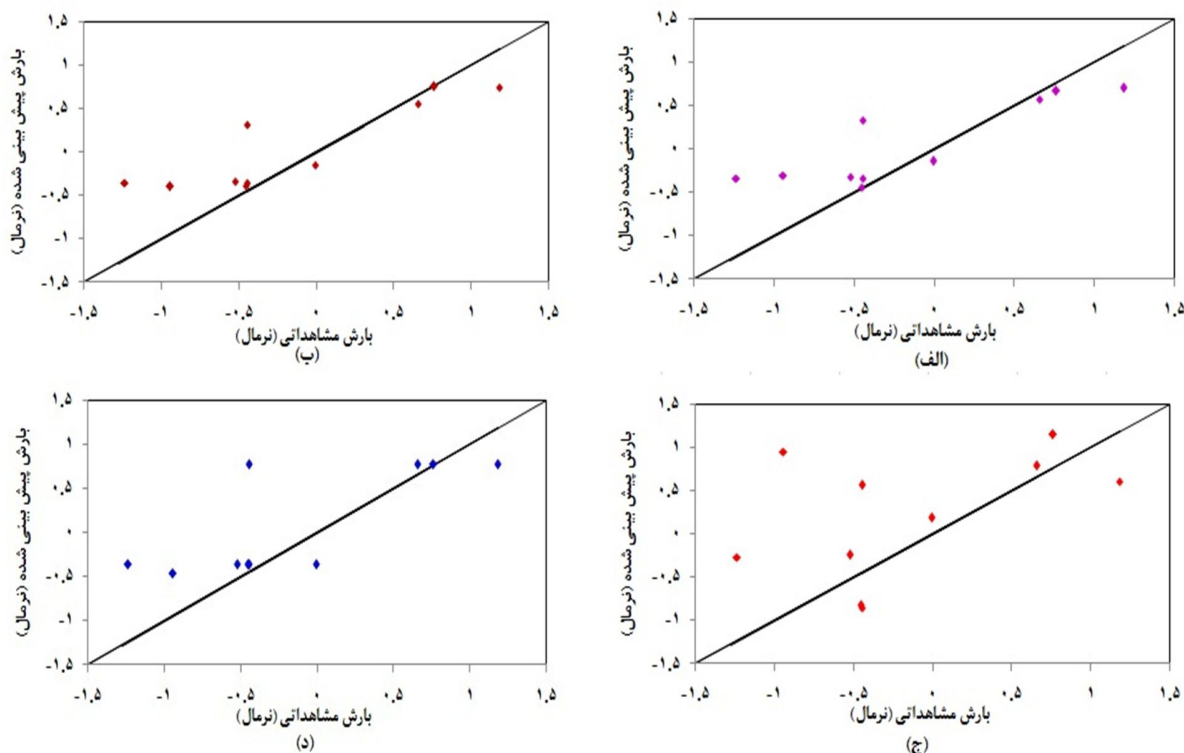 ۱.۵
۱
۰.۵
۰
-۰.۵
-۱
-۱.۵
بارش پیش بینی شده (نرمال)
-۱.۵ -۱ -۰.۵ ۰ ۰.۵ ۱ ۱.۵
بارش مشاهداتی (نرمال)
(الف)
۱.۵
۱
۰.۵
۰
-۰.۵
-۱
-۱.۵
بارش پیش بینی شده (نرمال)
-۱.۵ -۱ -۰.۵ ۰ ۰.۵ ۱ ۱.۵
بارش مشاهداتی (نرمال)
(ب)
۱.۵
۱
۰.۵
۰
-۰.۵
-۱
-۱.۵
بارش پیش بینی شده (نرمال)
-۱.۵ -۱ -۰.۵ ۰ ۰.۵ ۱ ۱.۵
بارش مشاهداتی (نرمال)
(ج)
۱.۵
۱
۰.۵
۰
-۰.۵
-۱
-۱.۵
بارش پیش بینی شده (نرمال)
-۱.۵ -۱ -۰.۵ ۰ ۰.۵ ۱ ۱.۵
بارش مشاهداتی (نرمال)
(د)